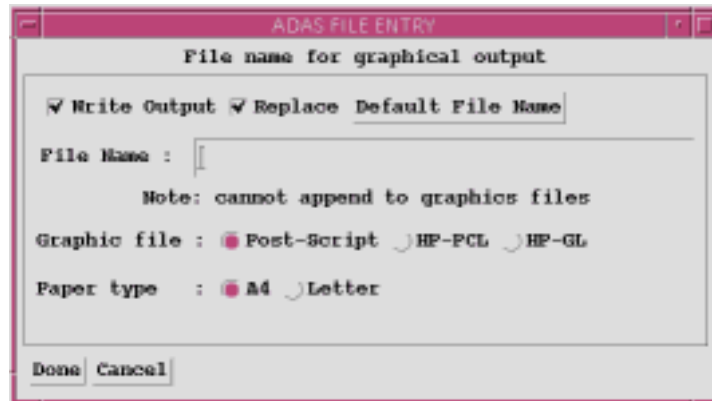 ADAS FILE ENTRY
File name for graphical output
Write Output Replace Default File Name
File Name :
Note: cannot append to graphics files
Graphic file : Post-Script HP-PCL HP-GL
Paper type : A4 Letter
Done Cancel